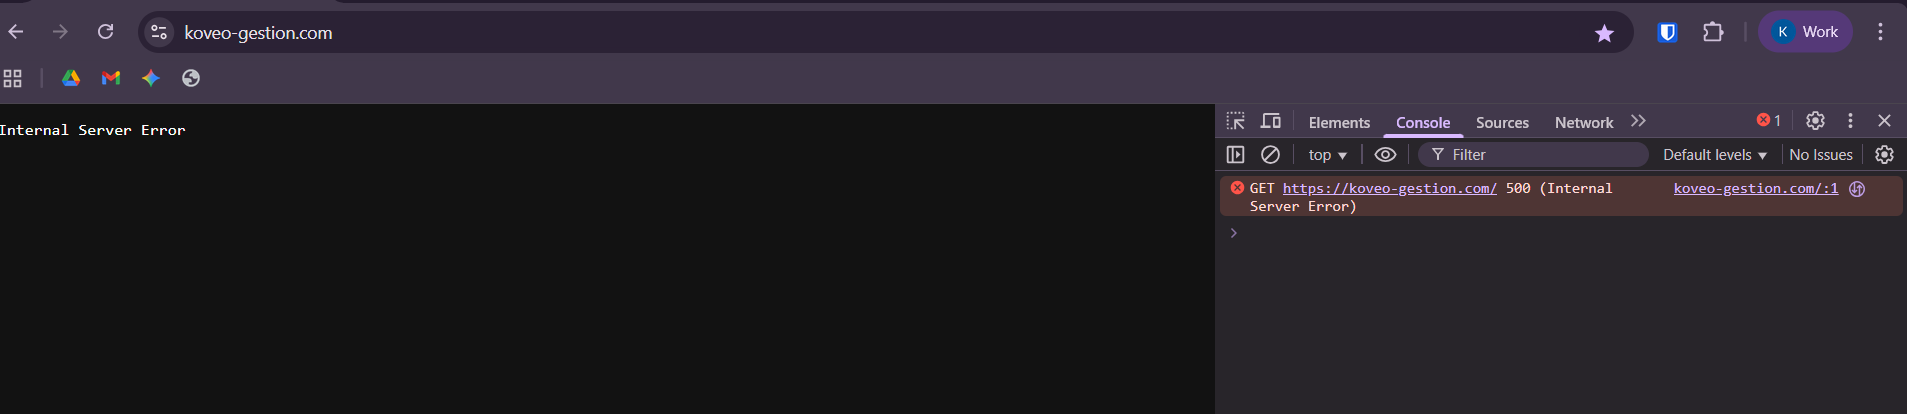 koveo-gestion.com
K Work
Internal Server Error
Elements Console Sources Network 1
top Filter Default levels No Issues
GET https://koveo-gestion.com/ 500 (Internal koveo-gestion.com/:1
Server Error)